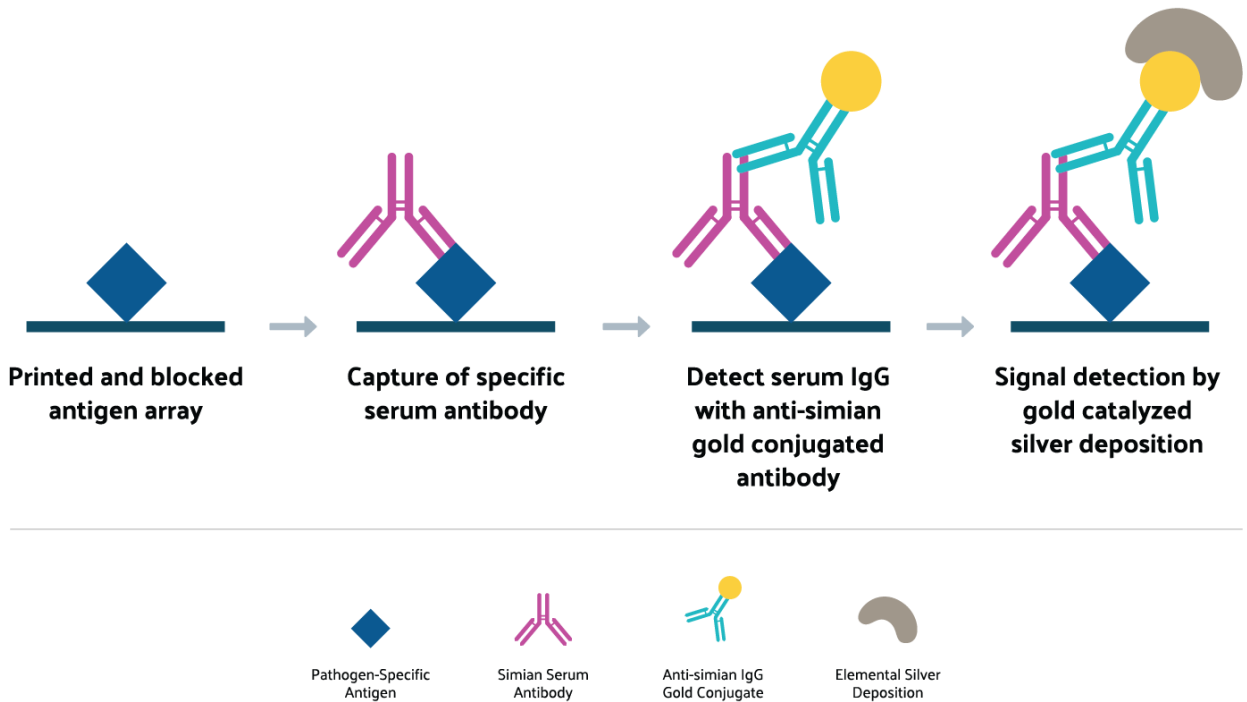 Printed and blocked
antigen array
Capture of specific
serum antibody
Detect serum IgG
with anti-simian
gold conjugated
antibody
Signal detection by
gold catalyzed
silver deposition
Pathogen-Specific
Antigen
Simian Serum
Antibody
Anti-simian IgG
Gold Conjugate
Elemental Silver
Deposition